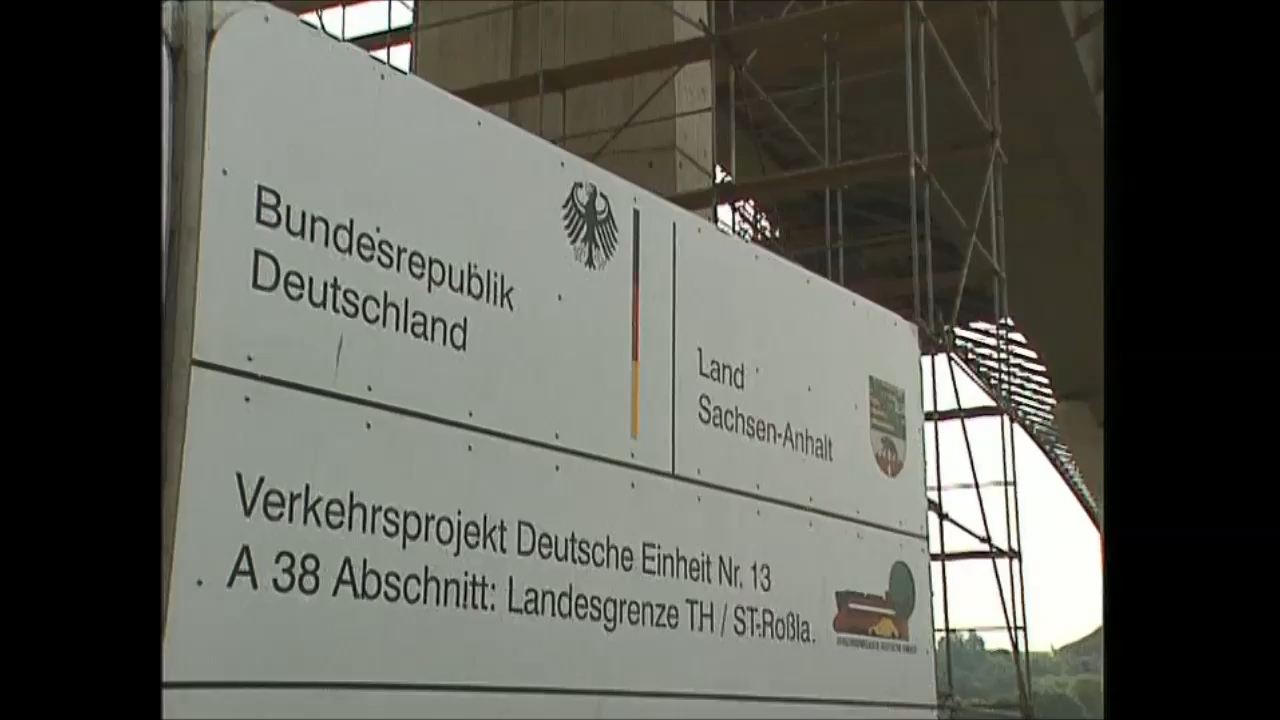 Bundesrepublik
Deutschland
Land
Sachsen-Anhalt
Verkehrsprojekt Deutsche Einheit Nr. 13
A 38 Abschnitt: Landesgrenze TH / ST-Roßla.